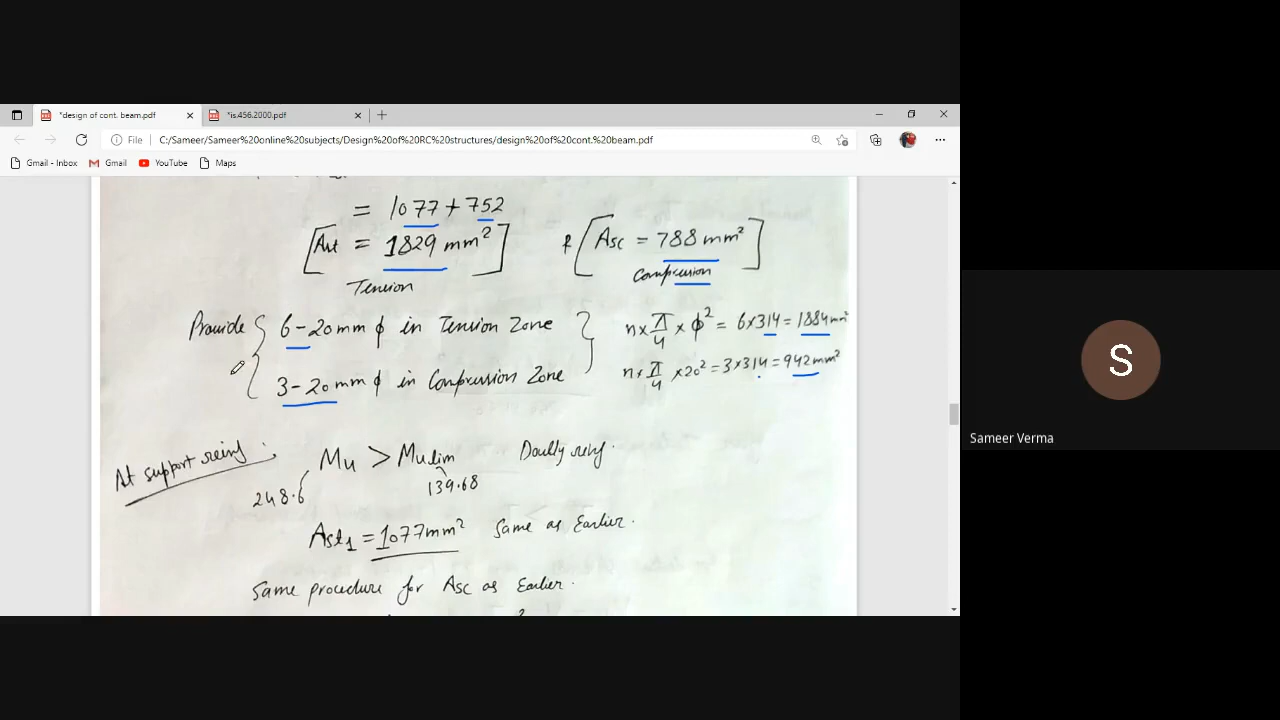 *design of cont. beam.pdf
*is.456.2000.pdf
File
C:/Sameer/Sameer%20online%20subjects/Design%20of%20RC%20structures/design%20of%20cont.%20beam.pdf
Gmail - Inbox
Gmail
YouTube
Maps
= 1077 + 752
[Ast = 1829 mm²]
& [Asc = 788 mm²]
Tension
Compression
Provide { 6 - 20 mm ϕ in Tension Zone }
n × π/4 × ϕ² = 6 × 314 = 1884 mm²
3 - 20 mm ϕ in Compression Zone
n × π/4 × 20² = 3 × 314 = 942 mm²
At support reinf :
Mu > Mulim
Doubly reinf.
248.6
139.68
Ast1 = 1077 mm² Same as Earlier.
Same procedure for Asc as Earlier.
S
Sameer Verma